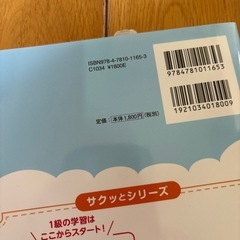 ISBN978-4-7810-1165-3
C1034 ¥1800E
9784781011653
1921034018009
定価 本体1,800円 (税別)
サクッとシリーズ
1級の学習は
ここからスタート!